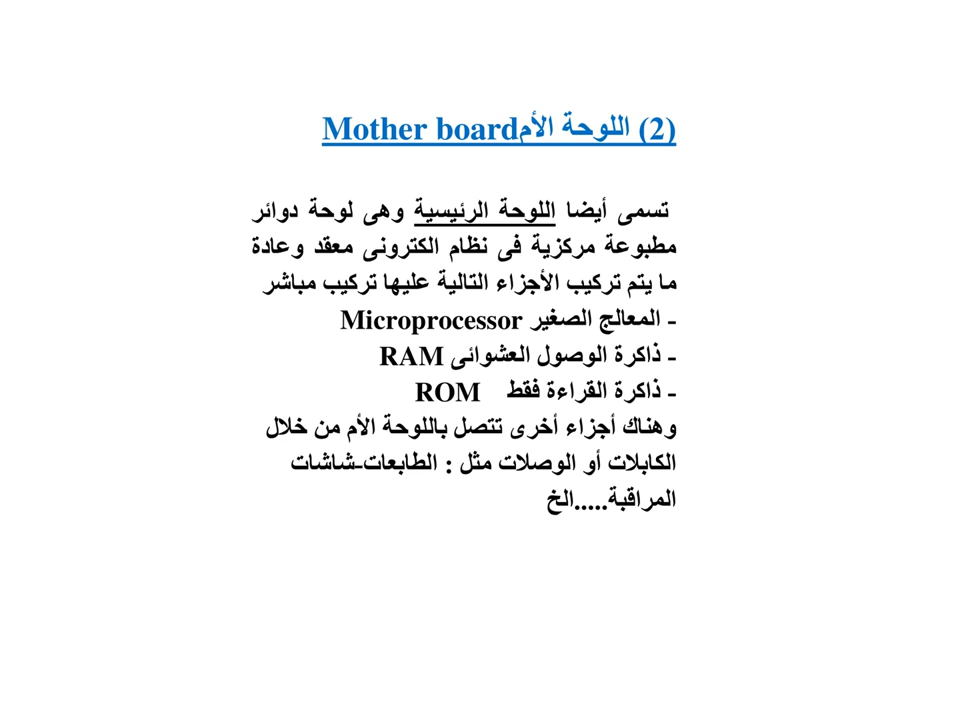 (2) اللوحة الأمMother board
تسمى أيضا اللوحة الرئيسية وهى لوحة دوائر
مطبوعة مركزية فى نظام الكترونى معقد وعادة
ما يتم تركيب الأجزاء التالية عليها تركيب مباشر
- المعالج الصغير Microprocessor
- ذاكرة الوصول العشوائى RAM
- ذاكرة القراءة فقط ROM
وهناك أجزاء أخرى تتصل باللوحة الأم من خلال
الكابلات أو الوصلات مثل : الطابعات-شاشات
المراقبة.....الخ